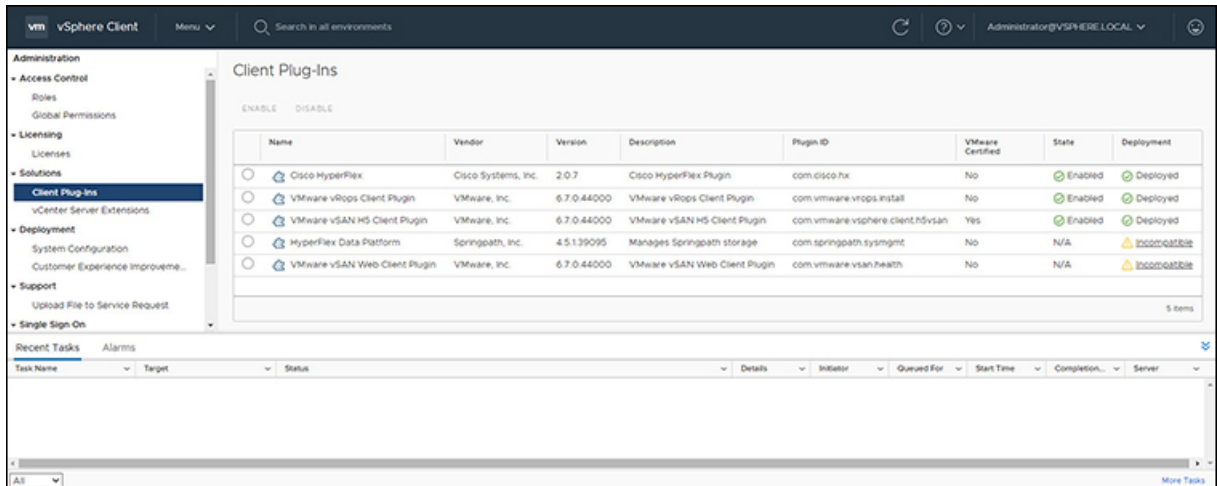 vm vSphere Client Menu Search in all environments Administrator@VSPHERE.LOCAL
Administration
Access Control
Roles
Global Permissions
Licensing
Licenses
Solutions
Client Plug-Ins
vCenter Server Extensions
Deployment
System Configuration
Customer Experience Improveme...
Support
Upload File to Service Request
Single Sign On
Client Plug-Ins
ENABLE DISABLE
Name Vendor Version Description Plugin.ID VMware Certified State Deployment
Cisco HyperFlex Cisco Systems, Inc. 2.0.7 Cisco HyperFlex Plugin com.cisco.hx No Enabled Deployed
VMware vRops Client Plugin VMware, Inc. 6.7.0.44000 VMware vRops Client Plugin com.vmware.vrops.install No Enabled Deployed
VMware vSAN H5 Client Plugin VMware, Inc. 6.7.0.44000 VMware vSAN H5 Client Plugin com.vmware.vsphere.client.h5vsan Yes Enabled Deployed
HyperFlex Data Platform Springpath, Inc. 4.5.1.39095 Manages Springpath storage com.springpath.sysmgmt No N/A Incompatible
VMware vSAN Web Client Plugin VMware, Inc. 6.7.0.44000 VMware vSAN Web Client Plugin com.vmware.vsan.health No N/A Incompatible
5 items
Recent Tasks Alarms
Task Name Target Status Details Initiator Queued For Start Time Completion... Server
All More Tasks